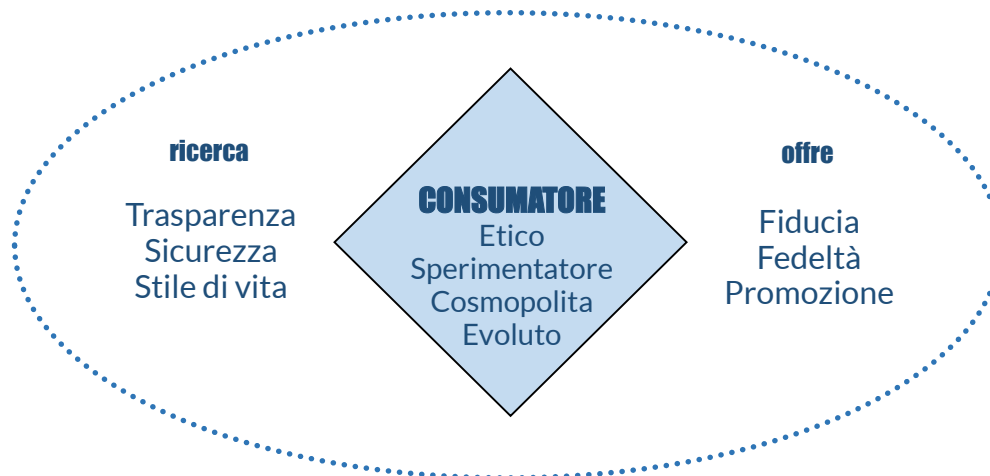 ricerca
Trasparenza
Sicurezza
Stile di vita
CONSUMATORE
Etico
Sperimentatore
Cosmopolita
Evoluto
offre
Fiducia
Fedeltà
Promozione